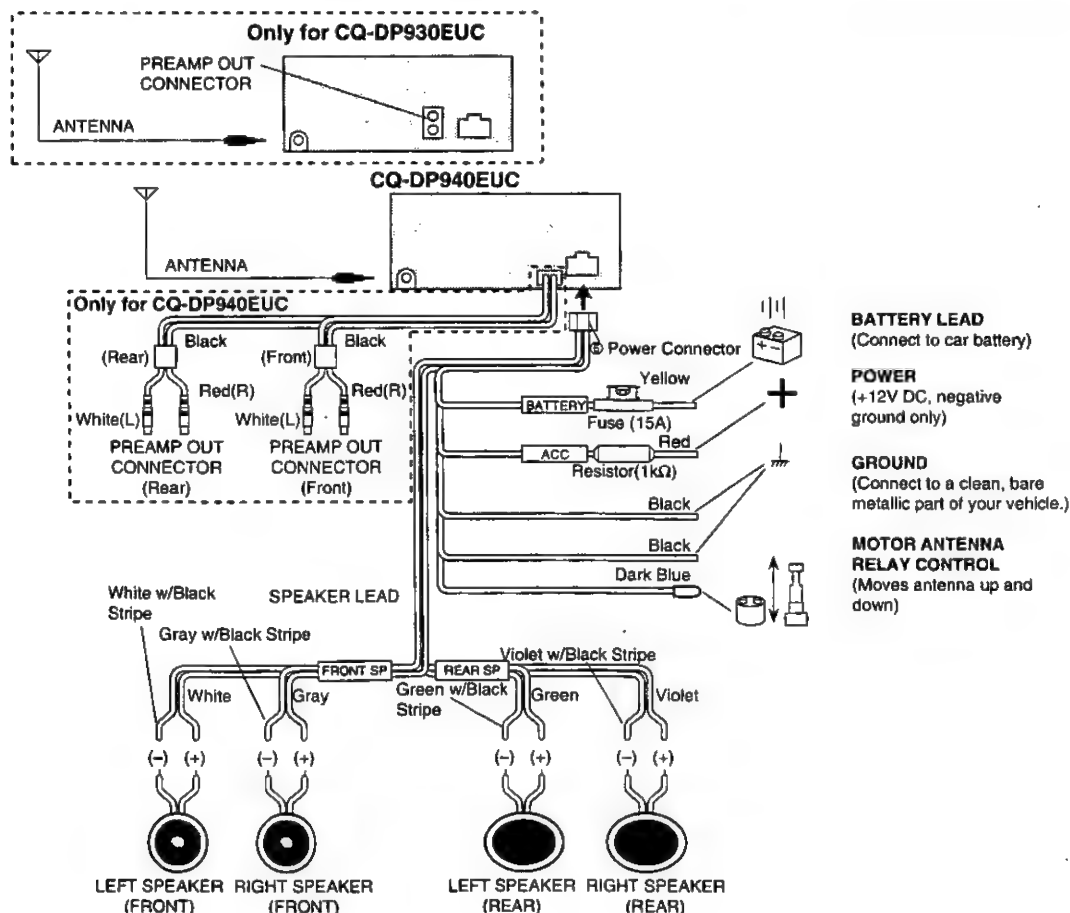 Only for CQ-DP930EUC
PREAMP OUT
CONNECTOR
ANTENNA
CQ-DP940EUC
ANTENNA
Only for CQ-DP940EUC
Black
Black
(Rear)
(Front)
Red(R)
Red(R)
White(L)
White(L)
PREAMP OUT
CONNECTOR
(Rear)
PREAMP OUT
CONNECTOR
(Front)
⑥ Power Connector
Yellow
BATTERY
Fuse (15A)
Red
ACC
Resistor(1kΩ)
Black
Black
Dark Blue
BATTERY LEAD
(Connect to car battery)
POWER
(+12V DC, negative
ground only)
GROUND
(Connect to a clean, bare
metallic part of your vehicle.)
MOTOR ANTENNA
RELAY CONTROL
(Moves antenna up and
down)
White w/Black
Stripe
SPEAKER LEAD
Gray w/Black Stripe
Violet w/Black Stripe
FRONT SP
REAR SP
White
Gray
Green w/Black
Stripe
Green
Violet
(−) (+) (−) (+) (−) (+) (−) (+)
LEFT SPEAKER
(FRONT)
RIGHT SPEAKER
(FRONT)
LEFT SPEAKER
(REAR)
RIGHT SPEAKER
(REAR)